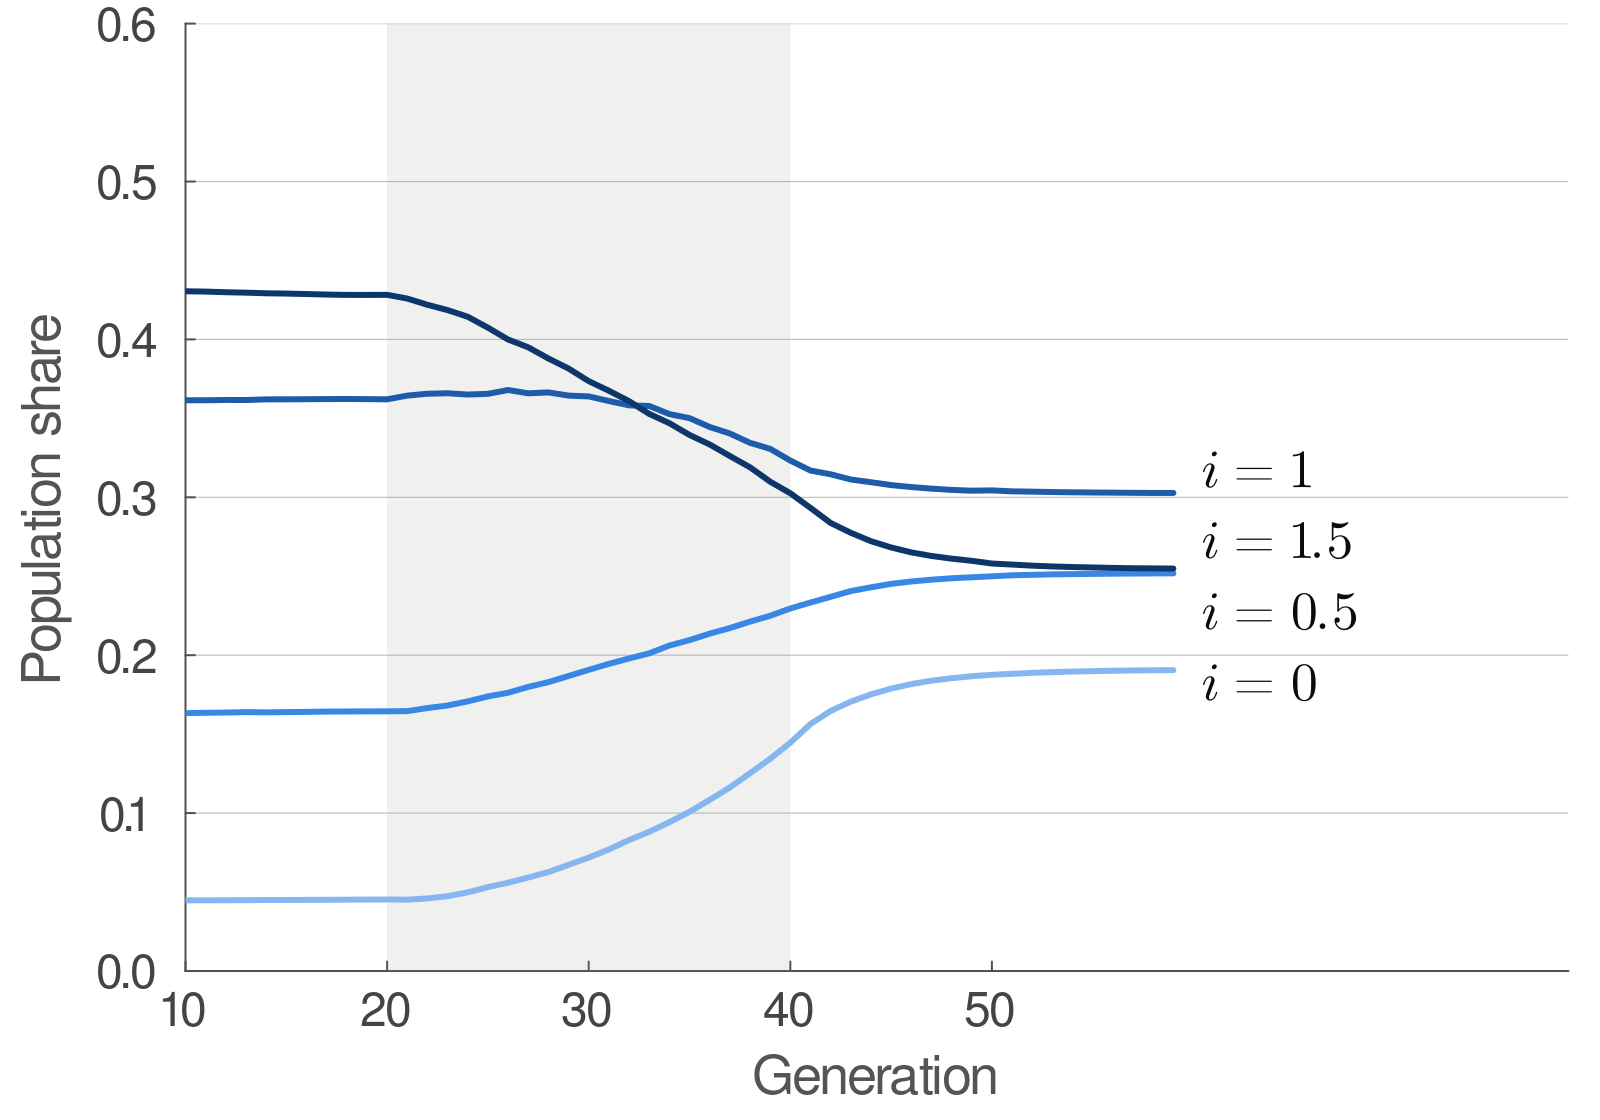 0.6
0.5
0.4
0.3
0.2
0.1
0.0
Population share
i = 1
i = 1.5
i = 0.5
i = 0
10 20 30 40 50
Generation